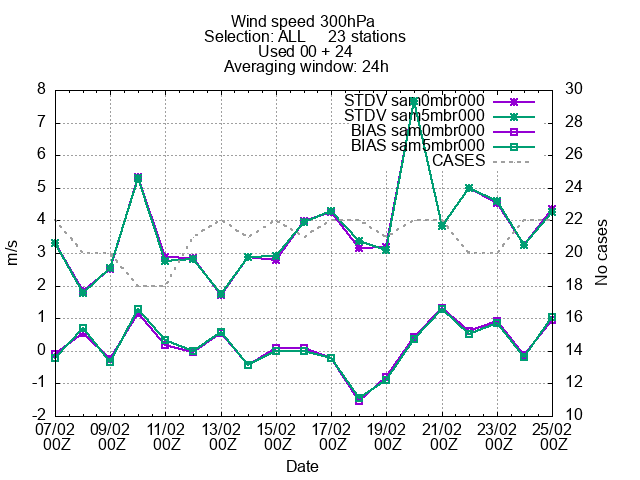 Wind speed 300hPa
Selection: ALL 23 stations
Used 00 + 24
Averaging window: 24h
8
7
6
5
4
3
2
1
0
-1
-2
m/s
30
28
26
24
22
20
18
16
14
12
10
No cases
STDV sam0mbr000
STDV sam5mbr000
BIAS sam0mbr000
BIAS sam5mbr000
CASES
07/02 09/02 11/02 13/02 15/02 17/02 19/02 21/02 23/02 25/02
00Z 00Z 00Z 00Z 00Z 00Z 00Z 00Z 00Z 00Z
Date